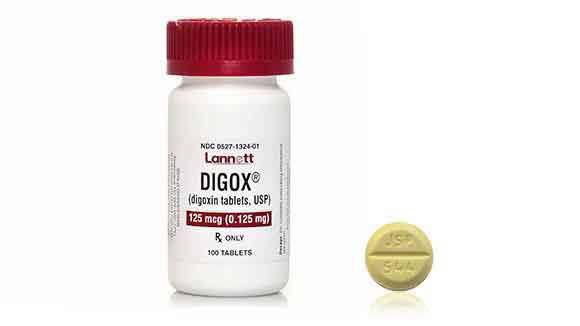 NDC 0527-1324-01
Lannett
DIGOX®
(digoxin tablets, USP)
125 mcg (0.125 mg)
Rx ONLY
100 TABLETS
JSP
544